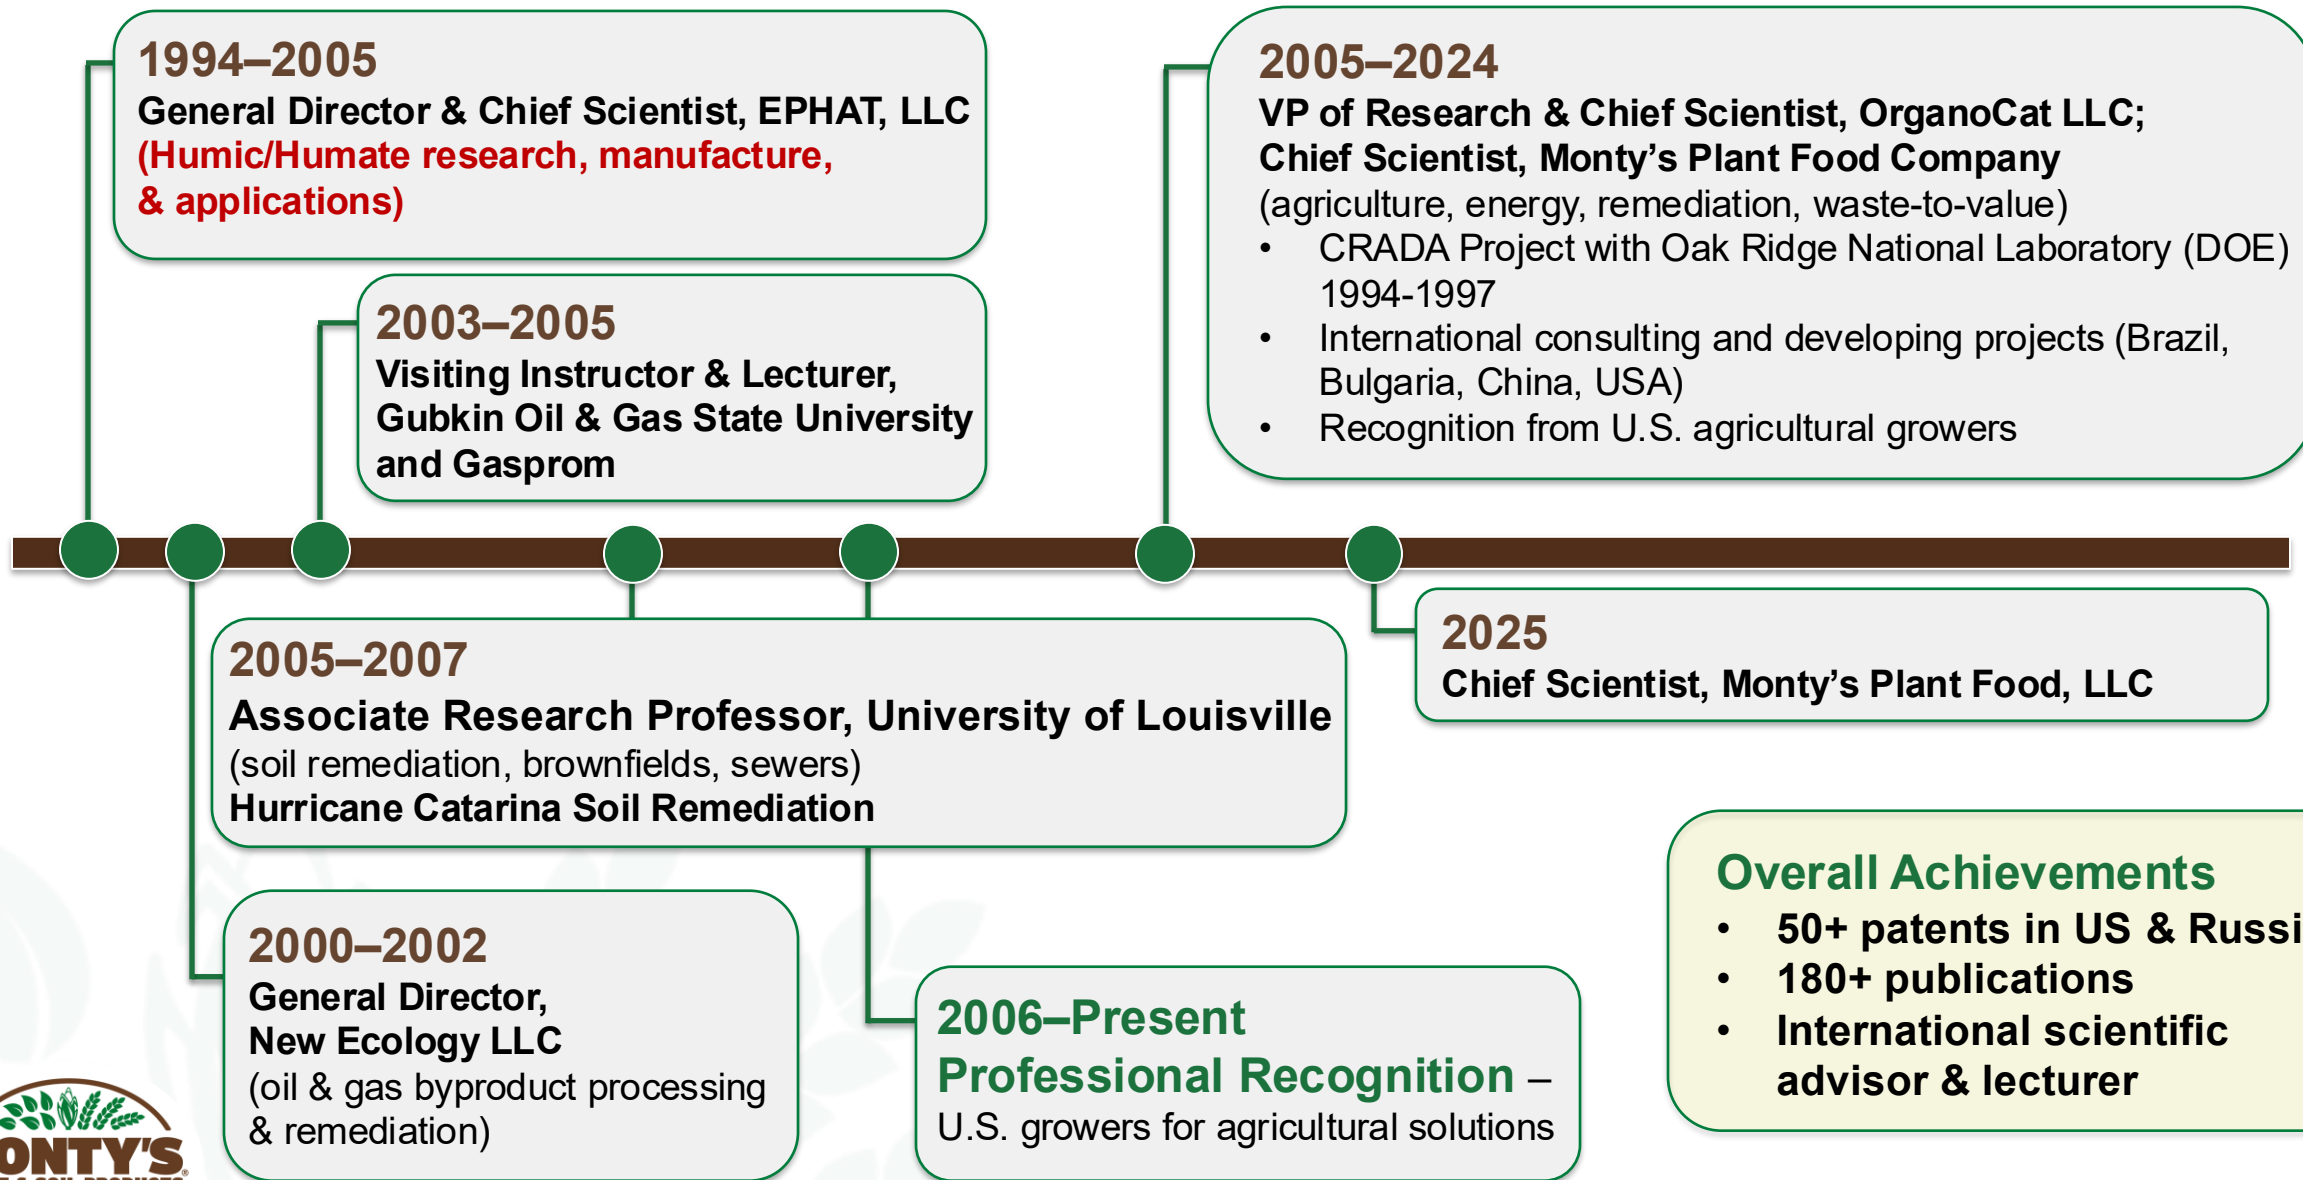 1994–2005
General Director & Chief Scientist, EPHAT, LLC
(Humic/Humate research, manufacture,
& applications)
2003–2005
Visiting Instructor & Lecturer,
Gubkin Oil & Gas State University
and Gasprom
2005–2024
VP of Research & Chief Scientist, OrganoCat LLC;
Chief Scientist, Monty’s Plant Food Company
(agriculture, energy, remediation, waste-to-value)
• CRADA Project with Oak Ridge National Laboratory (DOE)
1994-1997
• International consulting and developing projects (Brazil,
Bulgaria, China, USA)
• Recognition from U.S. agricultural growers
2005–2007
Associate Research Professor, University of Louisville
(soil remediation, brownfields, sewers)
Hurricane Catarina Soil Remediation
2025
Chief Scientist, Monty’s Plant Food, LLC
2000–2002
General Director,
New Ecology LLC
(oil & gas byproduct processing
& remediation)
2006–Present
Professional Recognition –
U.S. growers for agricultural solutions
Overall Achievements
• 50+ patents in US & Russi
• 180+ publications
• International scientific
advisor & lecturer
ONTY'S